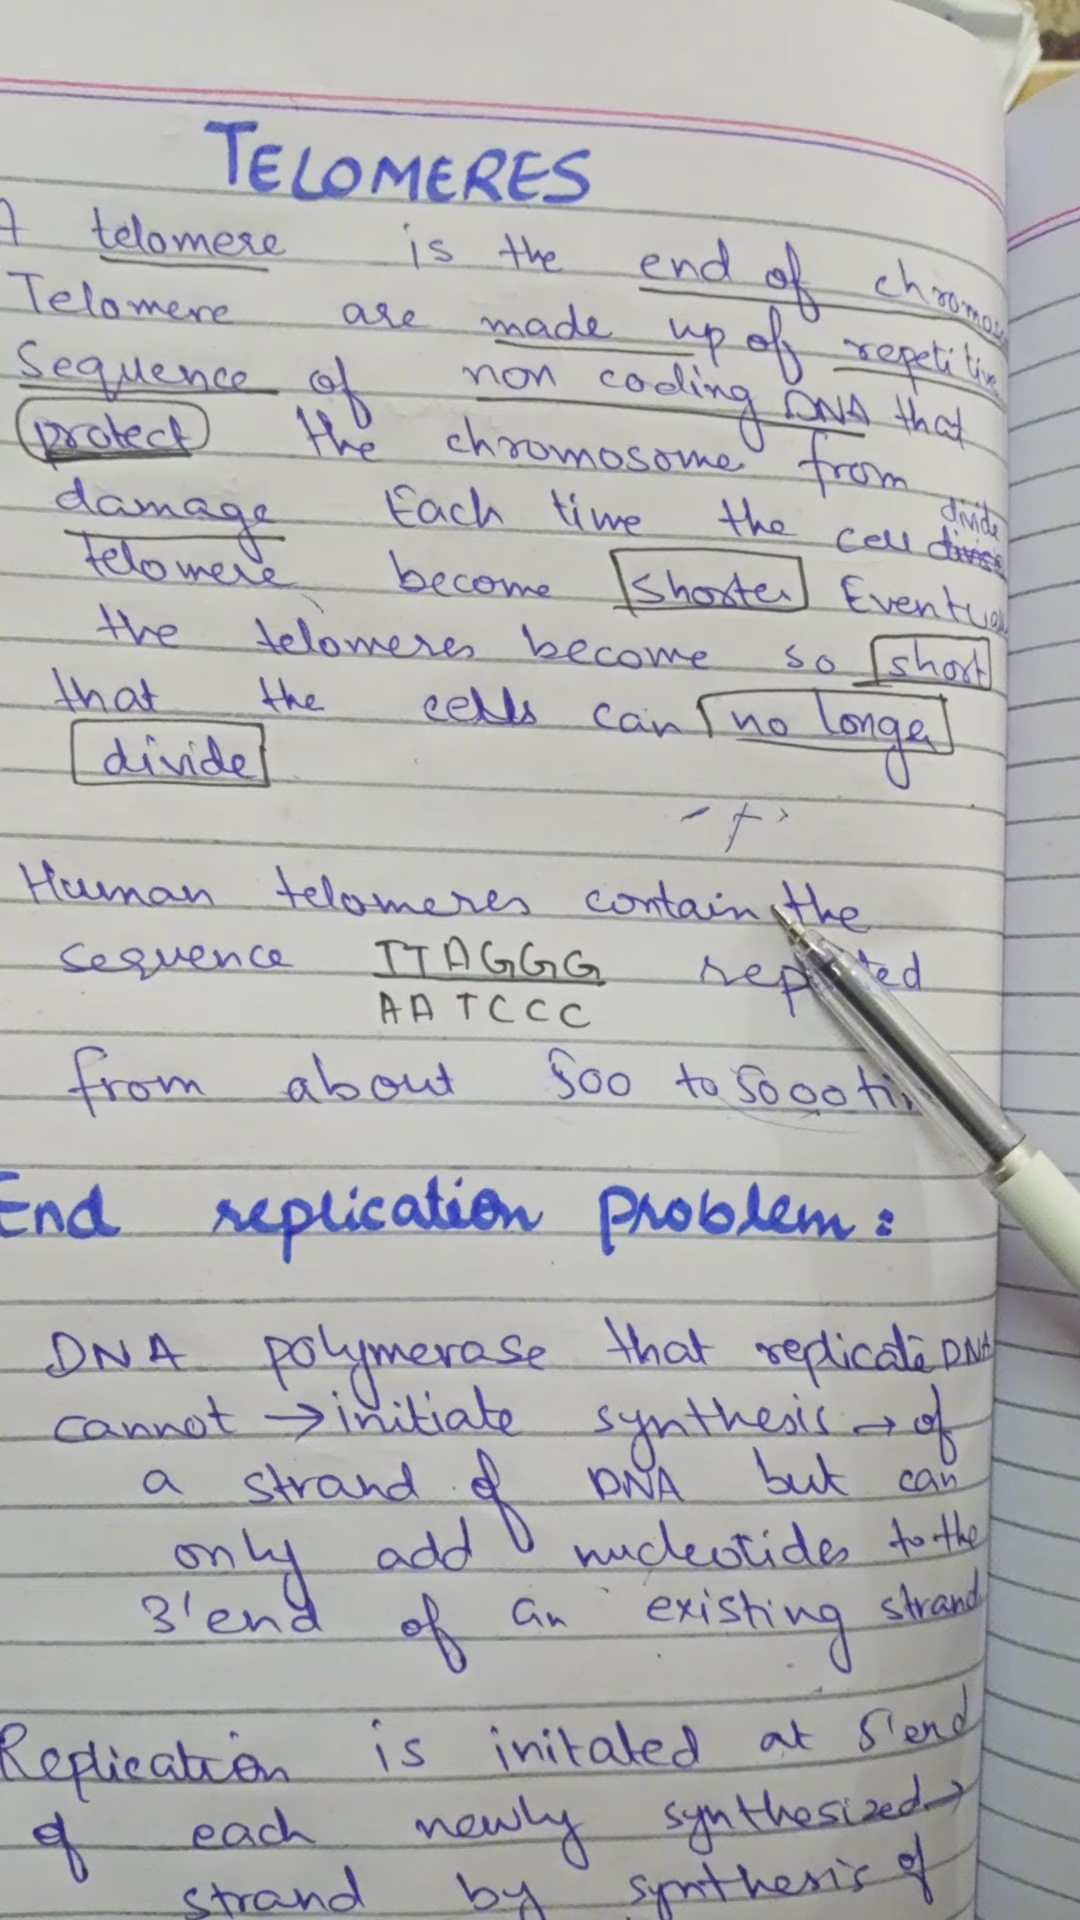 TELOMERES
A telomere is the end of chromos
Telomere are made up of repetitive
sequence of non coding DNA that
protect the chromosome from
damage Each time the cell divide
telomere become shorter Eventual
the telomeres become so short
that the cells can no longer
divide
Human telomeres contain the
sequence TTAGGG
AATCCC
from about 500 to 5000 ti
End replication problem:
DNA polymerase that replicate DNA
cannot → initiate synthesis → of
a strand of DNA but can
only add nucleotides to the
3' end of an existing strand
Replication is initated at 5' end
of each newly synthesized →
strand by synthesis of